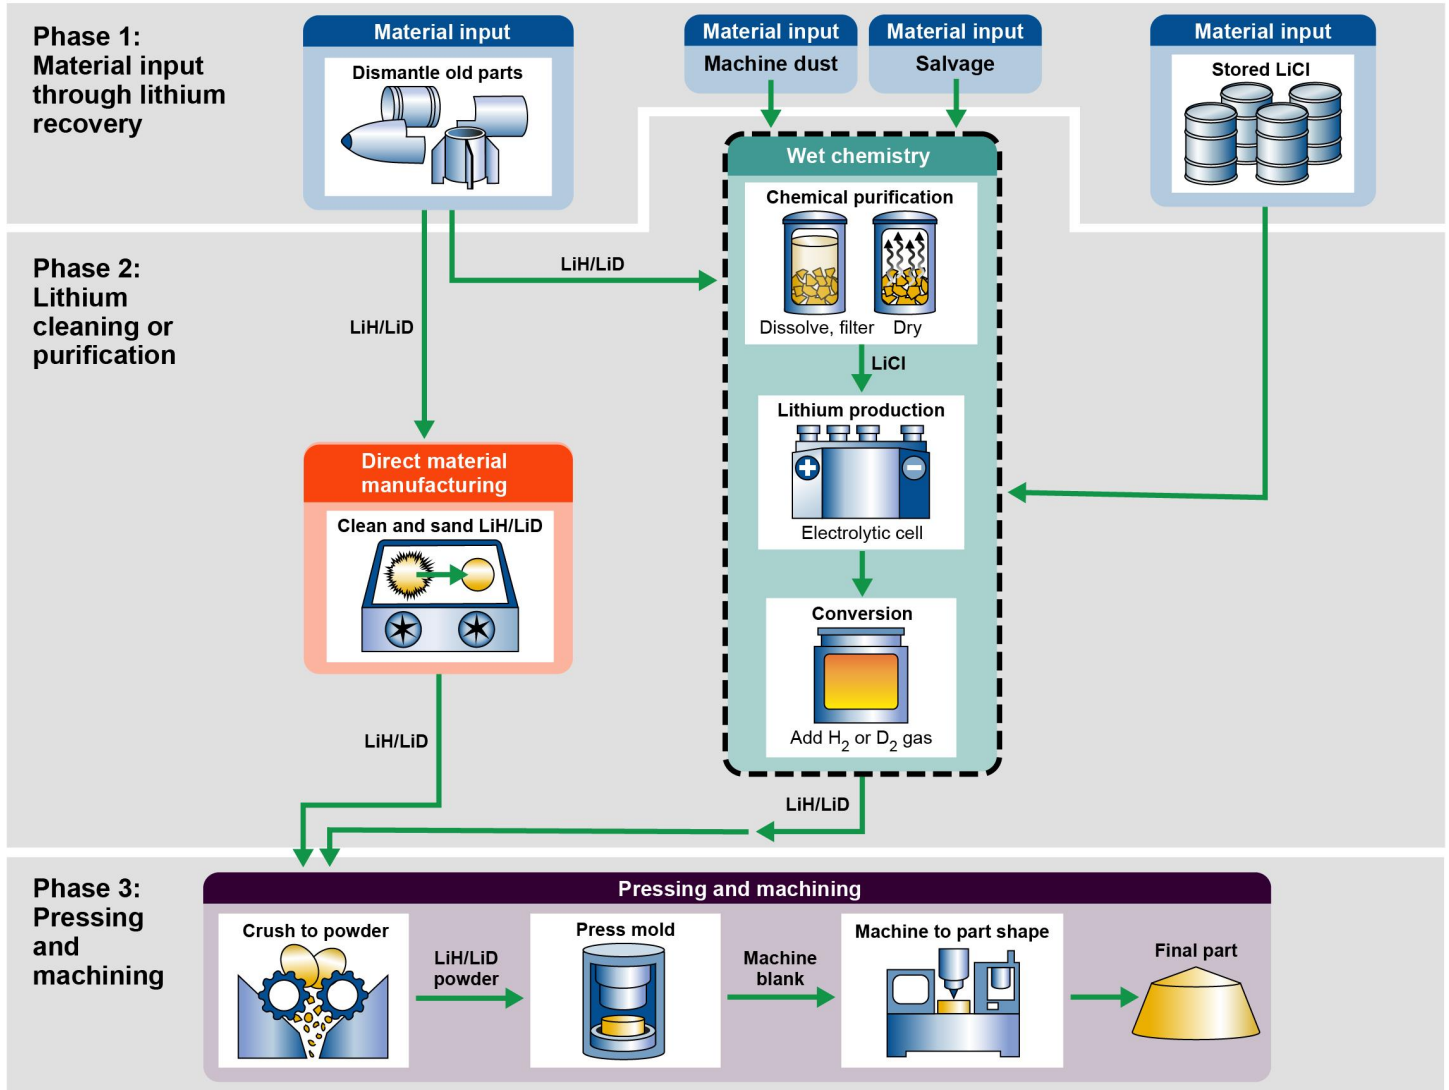 Phase 1:
Material input
through lithium
recovery
Material input
Dismantle old parts
Material input
Machine dust
Material input
Salvage
Material input
Stored LiCl
Phase 2:
Lithium
cleaning or
purification
LiH/LiD
LiH/LiD
Wet chemistry
Chemical purification
Dissolve, filter
Dry
LiCl
Lithium production
+
−
Electrolytic cell
Conversion
Add H₂ or D₂ gas
LiH/LiD
Direct material
manufacturing
Clean and sand LiH/LiD
LiH/LiD
Phase 3:
Pressing
and
machining
Pressing and machining
Crush to powder
LiH/LiD
powder
Press mold
Machine
blank
Machine to part shape
Final part